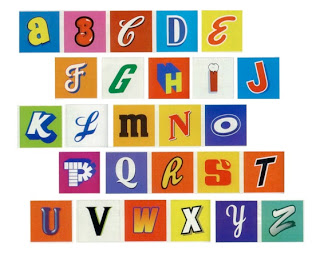 a B C D E
F G H I J
K L m N O
P Q R S T
U V W X Y Z